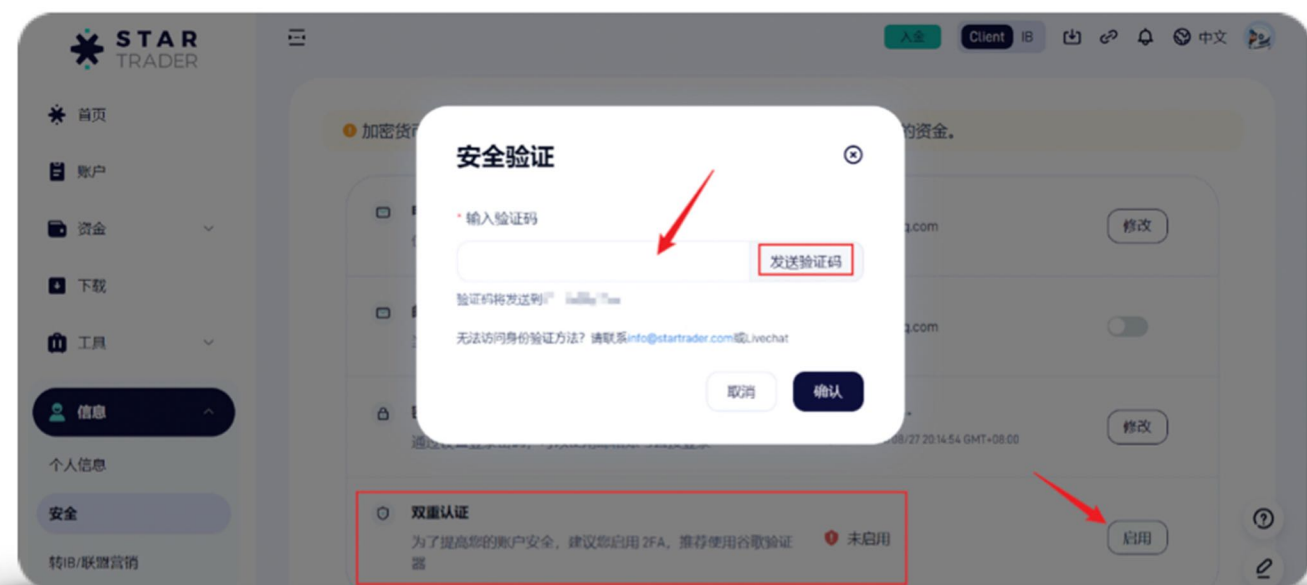 STAR
TRADER
入金
Client IB
中文
首页
账户
资金
下载
工具
信息
个人信息
安全
转IB/联盟营销
加密货
的资金。
安全验证
* 输入验证码
发送验证码
验证码将发送到
无法访问身份验证方法？请联系info@startrader.com或Livechat
取消
确认
q.com
修改
q.com
08/27 20:14:54 GMT+08:00
修改
双重认证
为了提高您的账户安全，建议您启用 2FA，推荐使用谷歌验证
器
未启用
启用